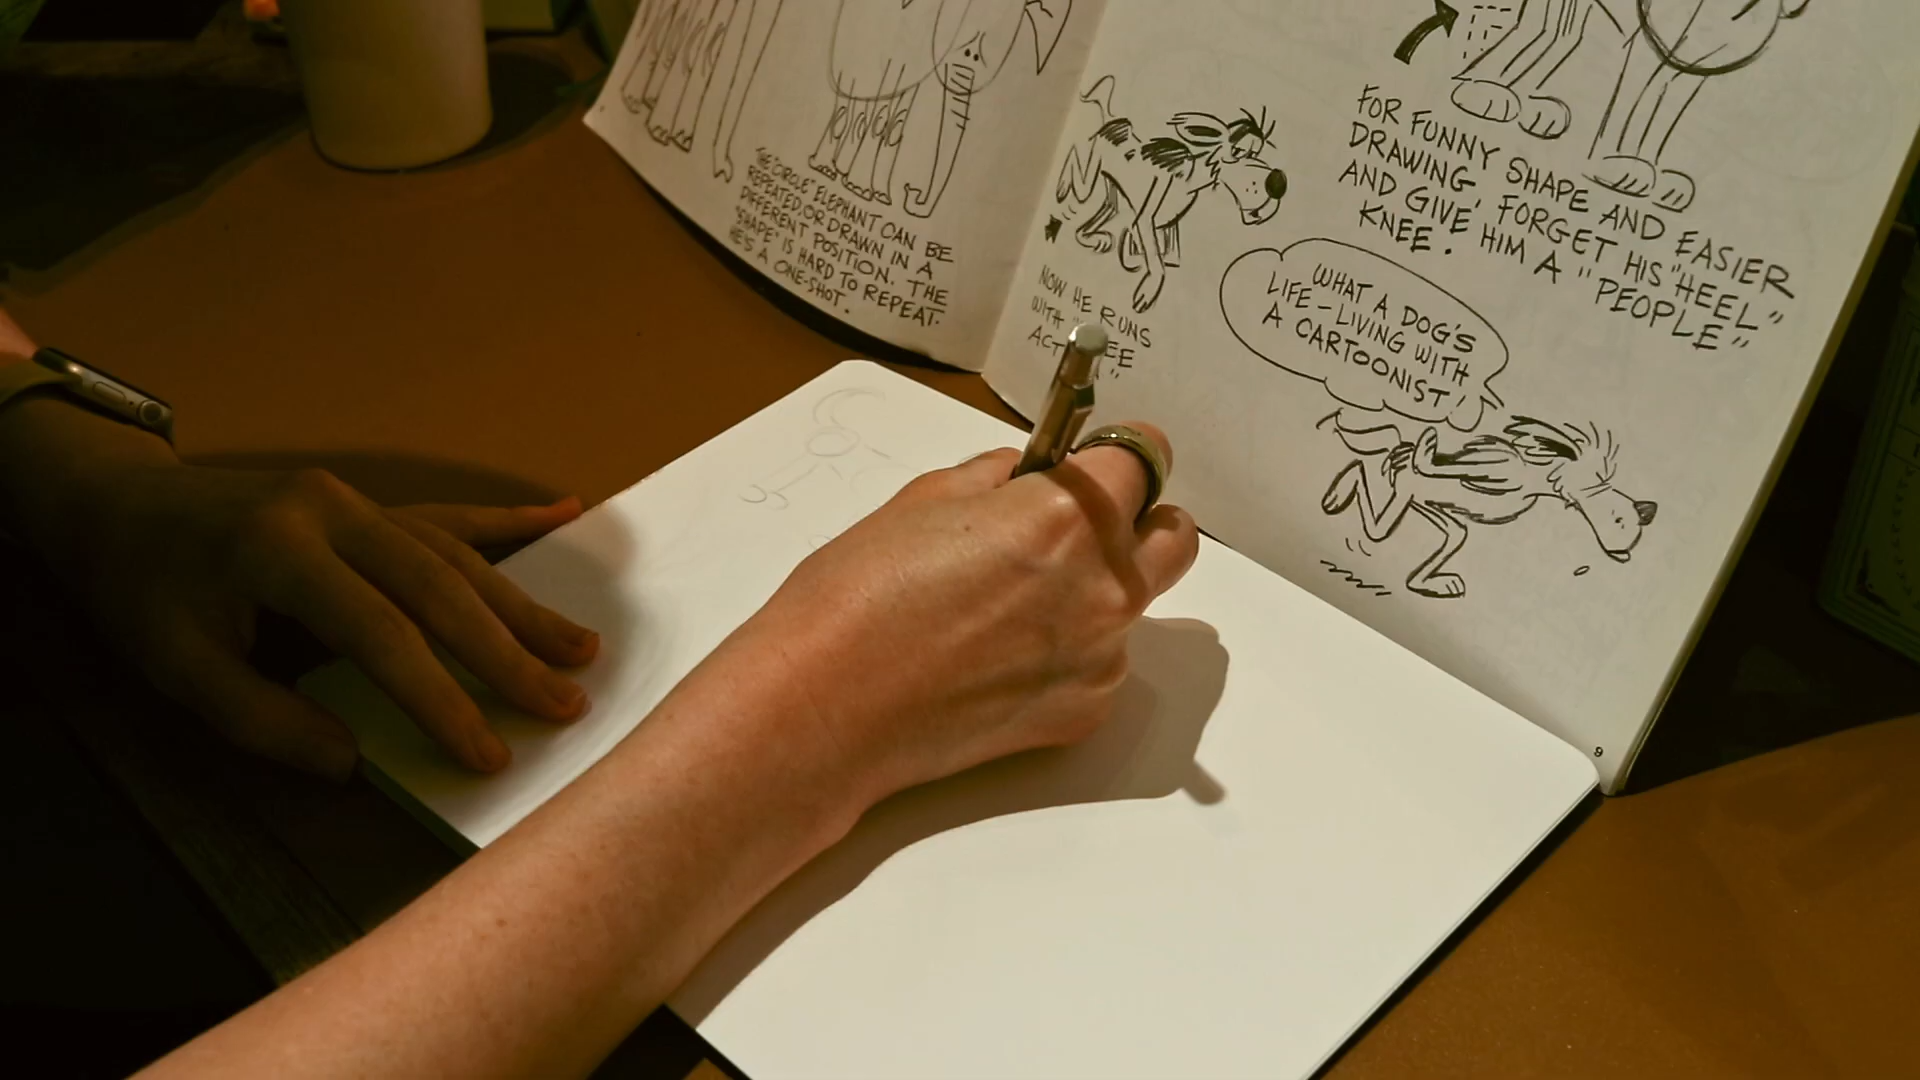 THE "CIRCLE" ELEPHANT CAN BE
REPEATED, OR DRAWN IN A
DIFFERENT POSITION. THE
"SHAPE" IS HARD TO REPEAT.
HE'S A ONE-SHOT.
FOR FUNNY SHAPE AND EASIER
DRAWING, FORGET HIS "HEEL"
AND GIVE HIM A "PEOPLE"
KNEE.
NOW HE RUNS
WITH
WHAT A DOG'S
LIFE — LIVING WITH
A CARTOONIST!
9